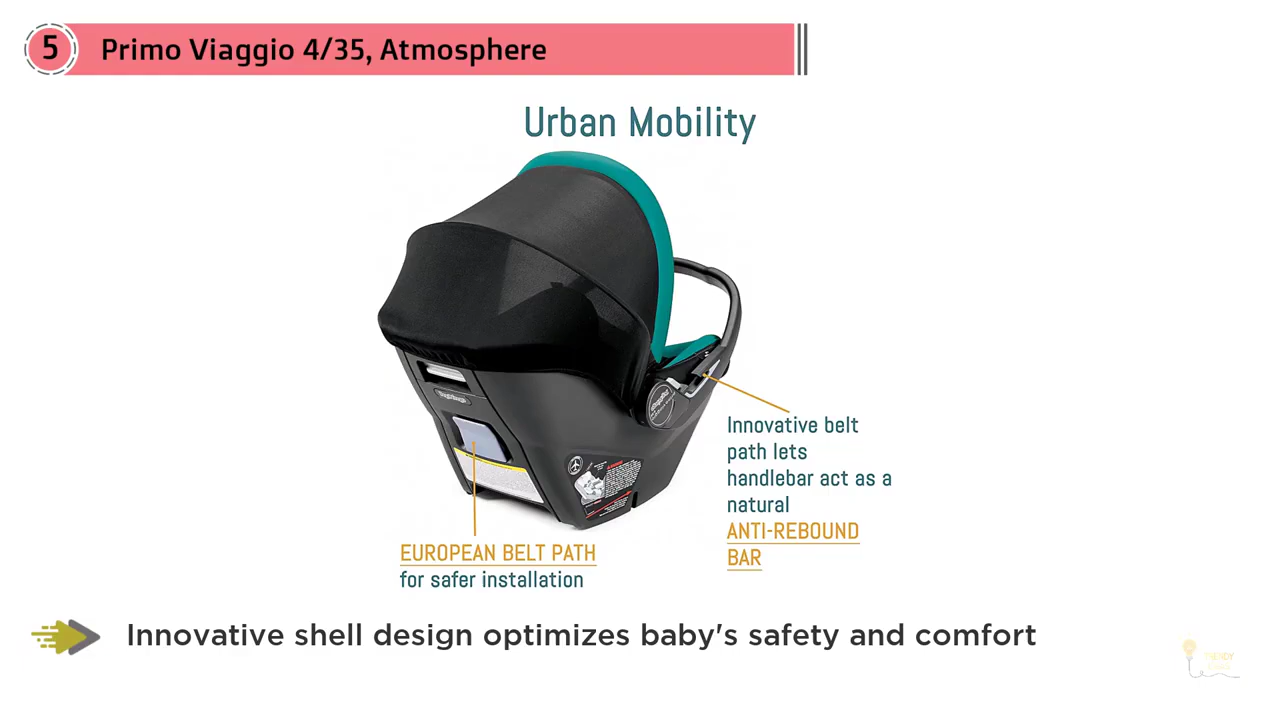 5
Primo Viaggio 4/35, Atmosphere
Urban Mobility
Innovative belt
path lets
handlebar act as a
natural
ANTI-REBOUND
BAR
EUROPEAN BELT PATH
for safer installation
Innovative shell design optimizes baby's safety and comfort